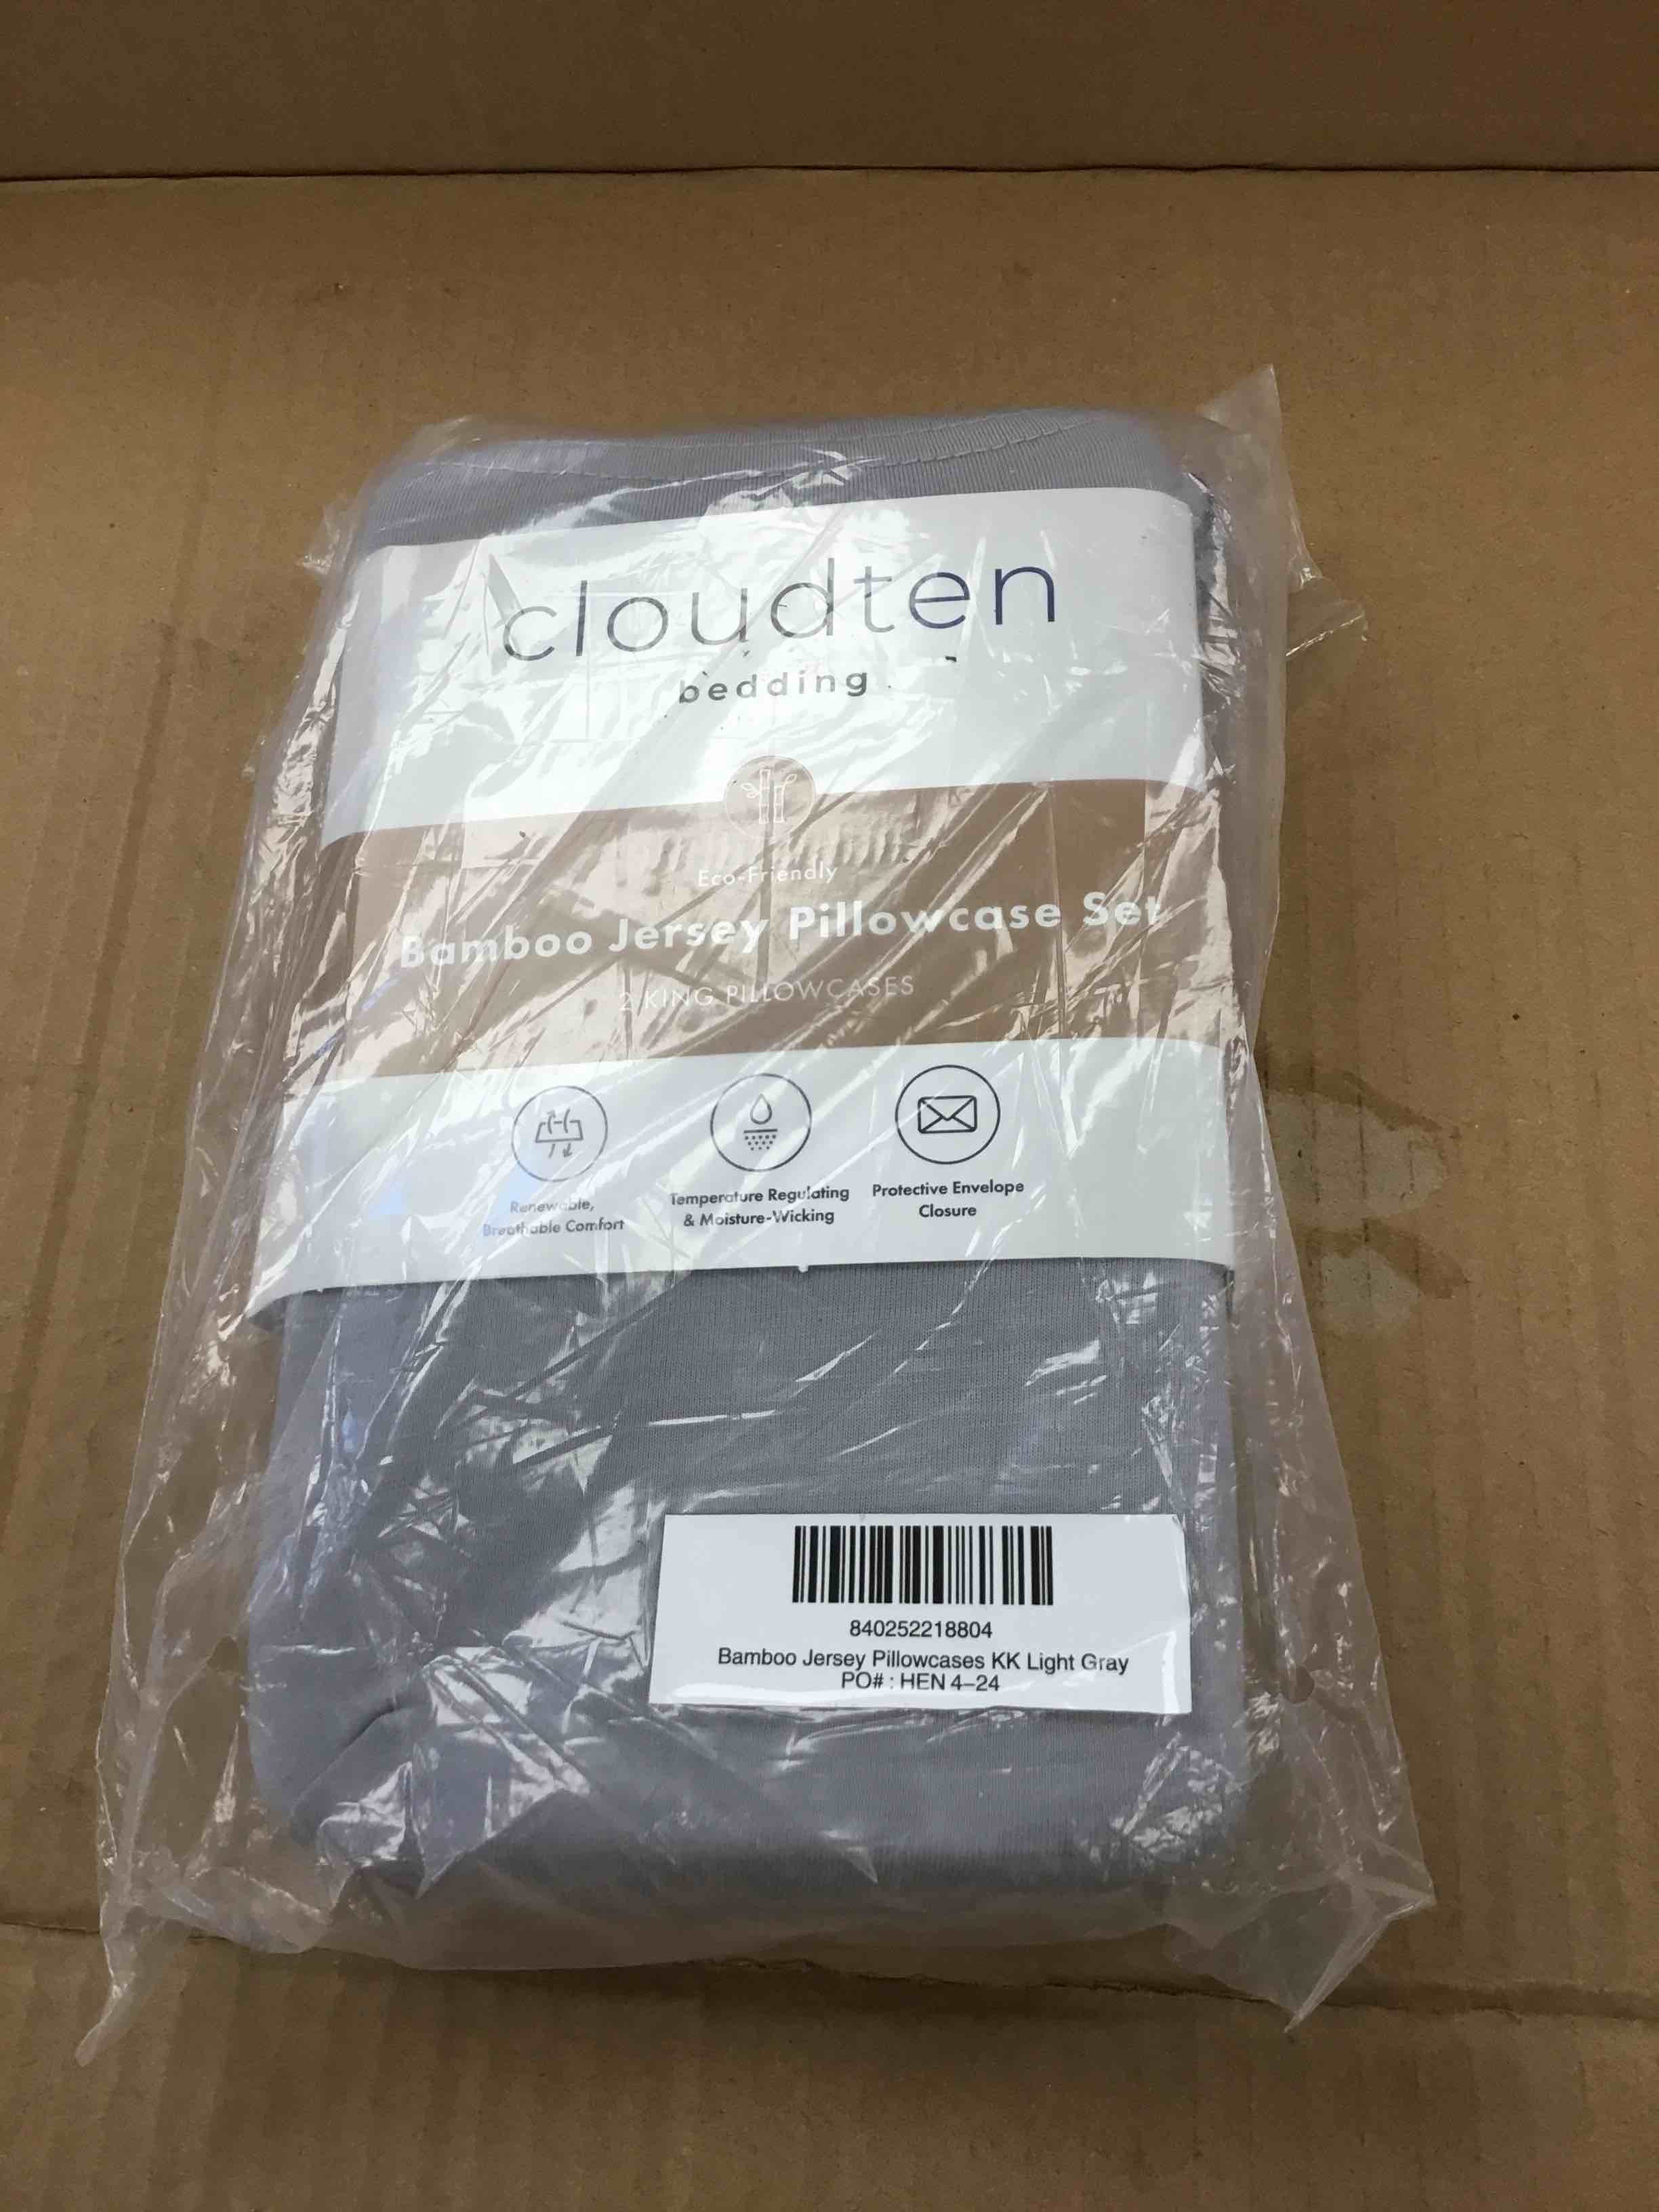 cloudten
bedding
Eco-Friendly
Bamboo Jersey Pillowcase Set
2 KING PILLOWCASES
Renewable,
Breathable Comfort
Temperature Regulating
& Moisture-Wicking
Protective Envelope
Closure
840252218804
Bamboo Jersey Pillowcases KK Light Gray
PO# : HEN 4-24